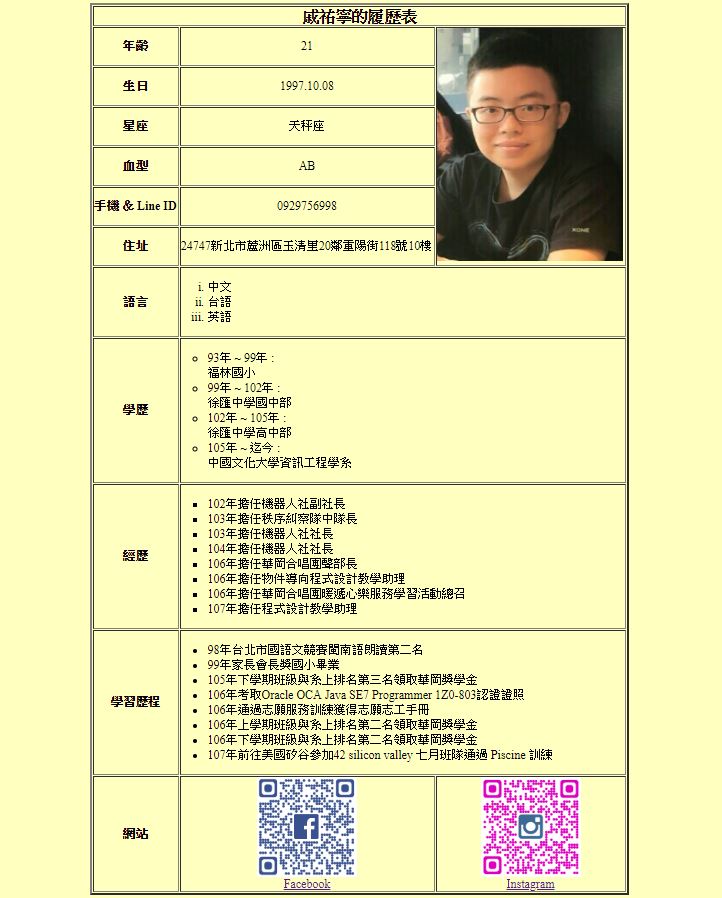 戚祐寧的履歷表
年齡 21
生日 1997.10.08
星座 天秤座
血型 AB
手機 & Line ID 0929756998
住址 24747新北市蘆洲區玉清里20鄰重陽街118號10樓
XONE
語言
i. 中文
ii. 台語
iii. 英語
學歷
93年 ~ 99年 :
福林國小
99年 ~ 102年 :
徐匯中學國中部
102年 ~ 105年 :
徐匯中學高中部
105年 ~ 迄今 :
中國文化大學資訊工程學系
經歷
102年擔任機器人社副社長
103年擔任秩序糾察隊中隊長
103年擔任機器人社社長
104年擔任機器人社社長
106年擔任華岡合唱團聲部長
106年擔任物件導向程式設計教學助理
106年擔任華岡合唱團暖遞心樂服務學習活動總召
107年擔任程式設計教學助理
學習歷程
98年台北市國語文競賽閩南語朗讀第二名
99年家長會長獎國小畢業
105年下學期班級與系上排名第三名領取華岡獎學金
106年考取Oracle OCA Java SE7 Programmer 1Z0-803認證證照
106年通過志願服務訓練獲得志願志工手冊
106年上學期班級與系上排名第二名領取華岡獎學金
106年下學期班級與系上排名第二名領取華岡獎學金
107年前往美國矽谷參加42 silicon valley 七月班隊通過 Piscine 訓練
網站
Facebook
Instagram